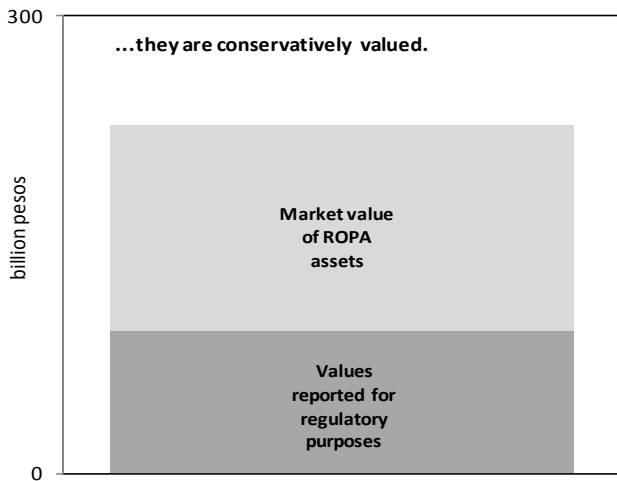 300
…they are conservatively valued.
billion pesos
Market value
of ROPA
assets
Values
reported for
regulatory
purposes
0